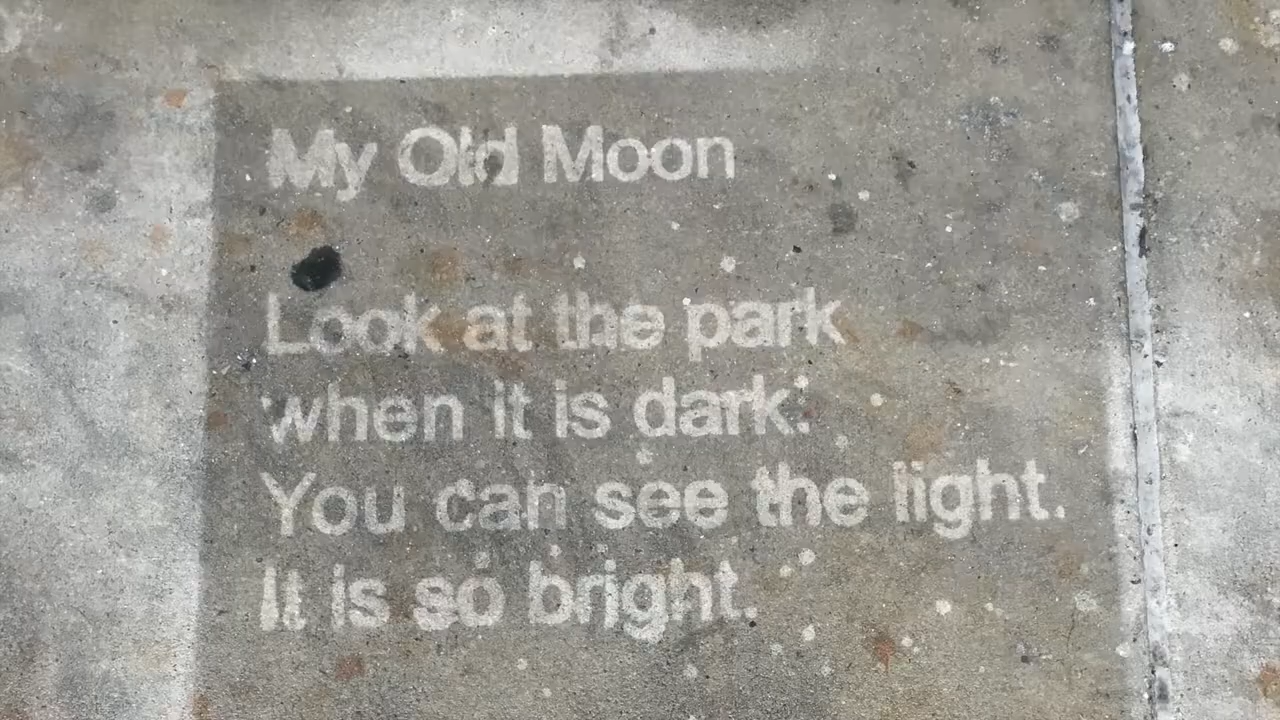 My Old Moon
Look at the park
when it is dark.
You can see the light.
It is so bright.